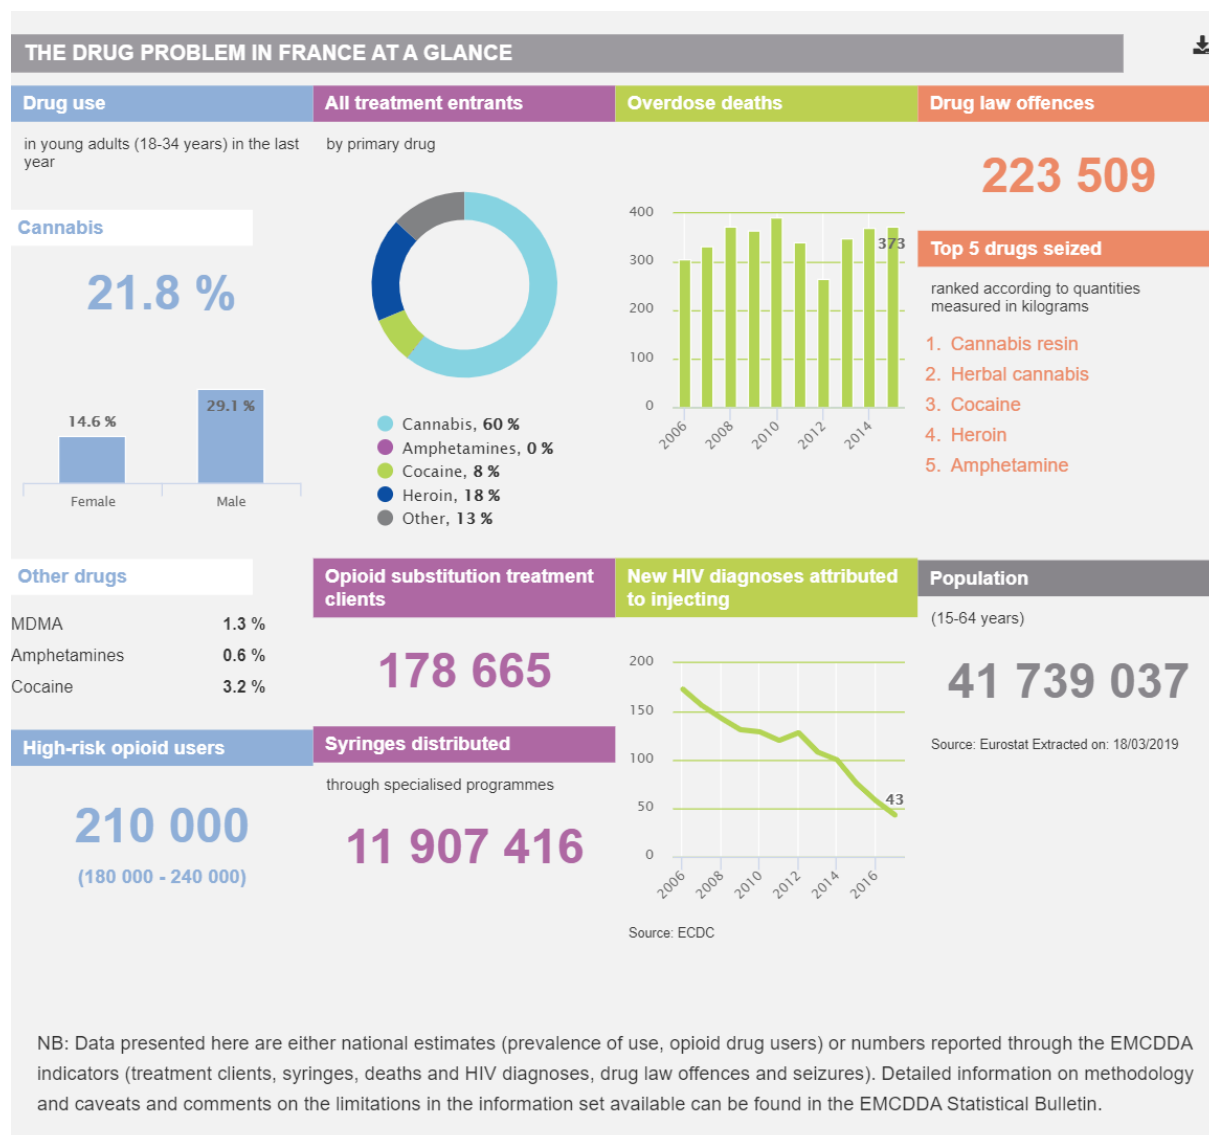 THE DRUG PROBLEM IN FRANCE AT A GLANCE
Drug use
in young adults (18-34 years) in the last
year
Cannabis
21.8 %
14.6 %
29.1 %
Female
Male
Other drugs
MDMA 1.3 %
Amphetamines 0.6 %
Cocaine 3.2 %
High-risk opioid users
210 000
(180 000 - 240 000)
All treatment entrants
by primary drug
Cannabis, 60 %
Amphetamines, 0 %
Cocaine, 8 %
Heroin, 18 %
Other, 13 %
Opioid substitution treatment
clients
178 665
Syringes distributed
through specialised programmes
11 907 416
Overdose deaths
400
300
200
100
0
373
2006 2008 2010 2012 2014
New HIV diagnoses attributed
to injecting
200
150
100
50
0
43
2006 2008 2010 2012 2014 2016
Source: ECDC
Drug law offences
223 509
Top 5 drugs seized
ranked according to quantities
measured in kilograms
1. Cannabis resin
2. Herbal cannabis
3. Cocaine
4. Heroin
5. Amphetamine
Population
(15-64 years)
41 739 037
Source: Eurostat Extracted on: 18/03/2019
NB: Data presented here are either national estimates (prevalence of use, opioid drug users) or numbers reported through the EMCDDA
indicators (treatment clients, syringes, deaths and HIV diagnoses, drug law offences and seizures). Detailed information on methodology
and caveats and comments on the limitations in the information set available can be found in the EMCDDA Statistical Bulletin.